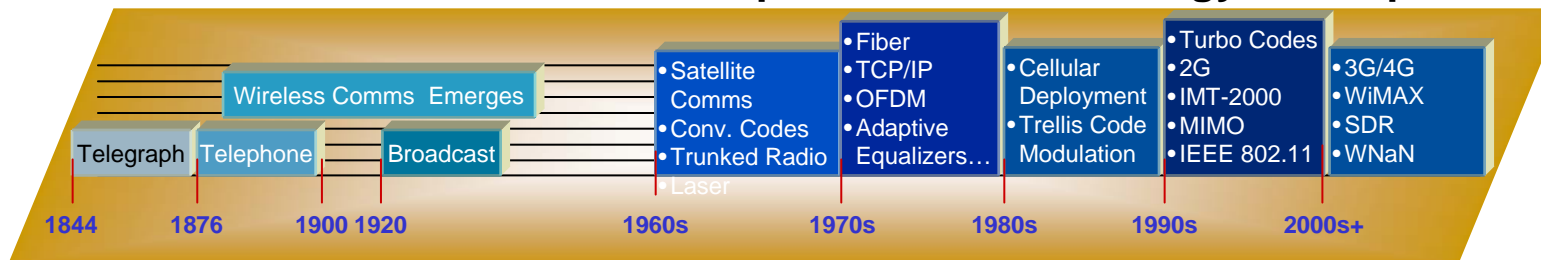 Wireless Comms Emerges
Telegraph
Telephone
Broadcast
•Satellite
Comms
•Conv. Codes
•Trunked Radio
•Laser
•Fiber
•TCP/IP
•OFDM
•Adaptive
Equalizers…
•Cellular
Deployment
•Trellis Code
Modulation
•Turbo Codes
•2G
•IMT-2000
•MIMO
•IEEE 802.11
•3G/4G
•WiMAX
•SDR
•WNaN
1844
1876
1900
1920
1960s
1970s
1980s
1990s
2000s+